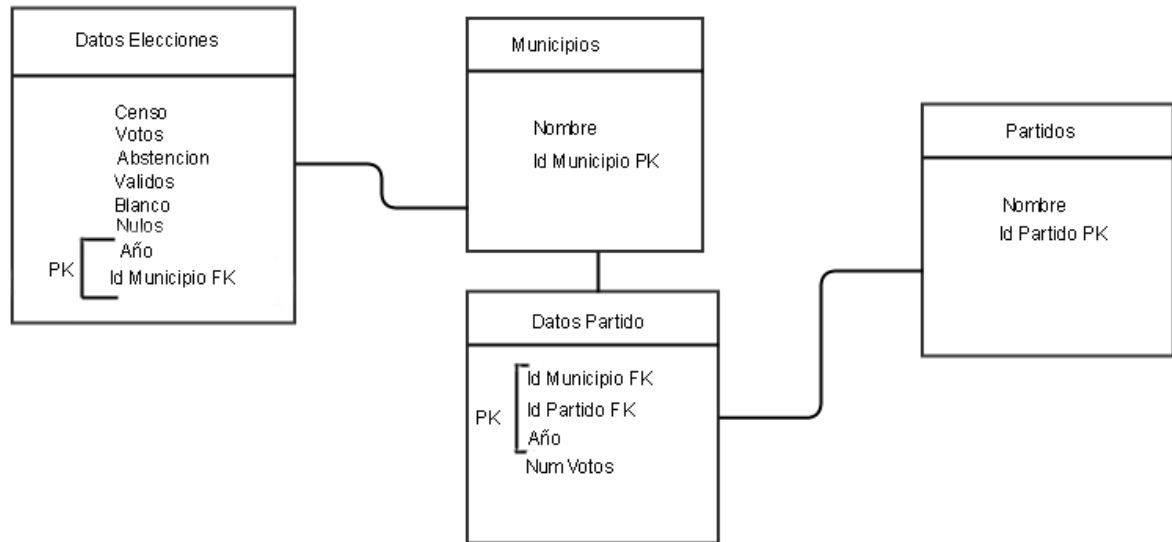 Datos Elecciones
Censo
Votos
Abstencion
Validos
Blanco
Nulos
Año
PK
Id Municipio FK
Municipios
Nombre
Id Municipio PK
Datos Partido
Id Municipio FK
Id Partido FK
PK
Año
Num Votos
Partidos
Nombre
Id Partido PK